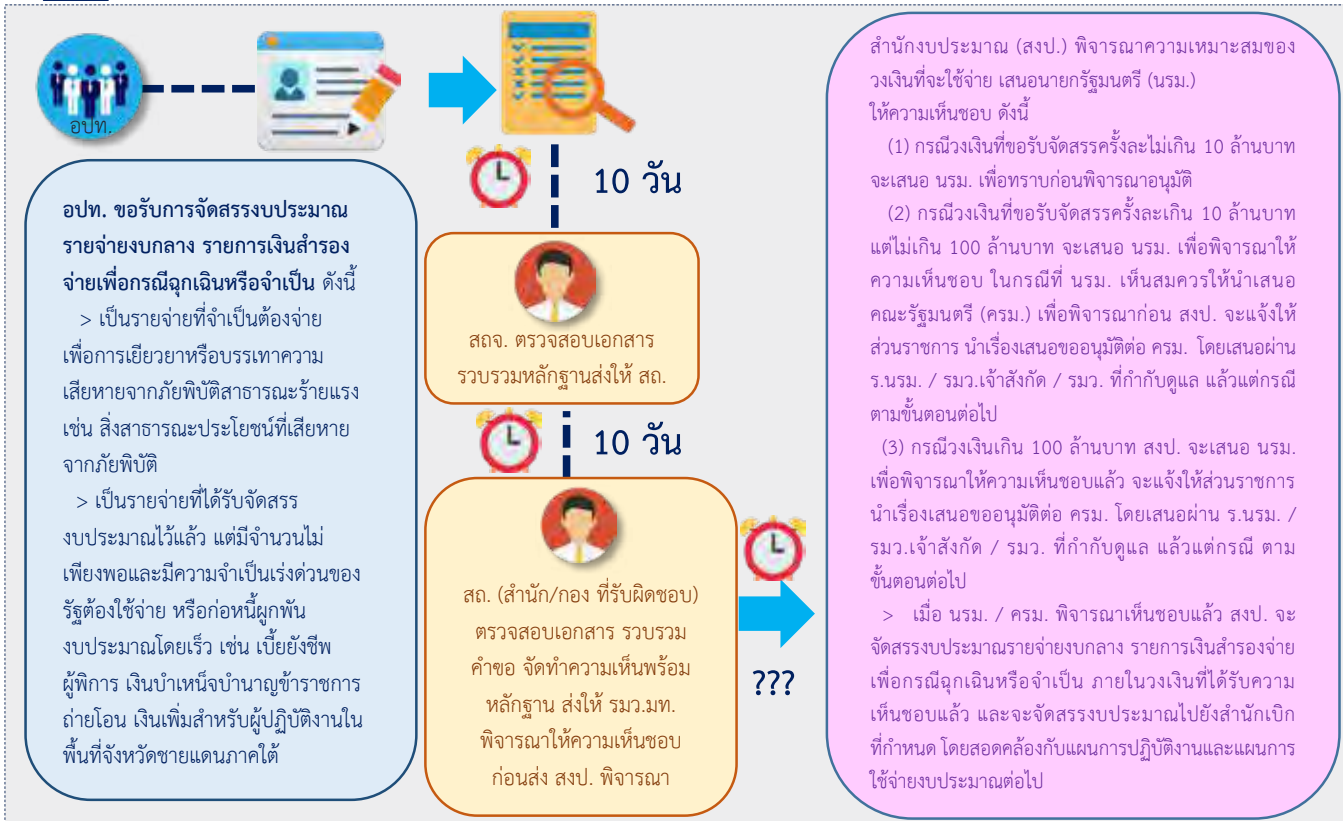 อปท.
อปท. ขอรับการจัดสรรงบประมาณ
รายจ่ายงบกลาง รายการเงินสำรอง
จ่ายเพื่อกรณีฉุกเฉินหรือจำเป็น ดังนี้
> เป็นรายจ่ายที่จำเป็นต้องจ่าย
เพื่อการเยียวยาหรือบรรเทาความ
เสียหายจากภัยพิบัติสาธารณะร้ายแรง
เช่น สิ่งสาธารณะประโยชน์ที่เสียหาย
จากภัยพิบัติ
> เป็นรายจ่ายที่ได้รับจัดสรร
งบประมาณไว้แล้ว แต่มีจำนวนไม่
เพียงพอและมีความจำเป็นเร่งด่วนของ
รัฐต้องใช้จ่าย หรือก่อหนี้ผูกพัน
งบประมาณโดยเร็ว เช่น เบี้ยยังชีพ
ผู้พิการ เงินบำเหน็จบำนาญข้าราชการ
ถ่ายโอน เงินเพิ่มสำหรับผู้ปฏิบัติงานใน
พื้นที่จังหวัดชายแดนภาคใต้
10 วัน
สถจ. ตรวจสอบเอกสาร
รวบรวมหลักฐานส่งให้ สถ.
10 วัน
สถ. (สำนัก/กอง ที่รับผิดชอบ)
ตรวจสอบเอกสาร รวบรวม
คำขอ จัดทำความเห็นพร้อม
หลักฐาน ส่งให้ รมว.มท.
พิจารณาให้ความเห็นชอบ
ก่อนส่ง สงป. พิจารณา
???
สำนักงบประมาณ (สงป.) พิจารณาความเหมาะสมของ
วงเงินที่จะใช้จ่าย เสนอนายกรัฐมนตรี (นรม.)
ให้ความเห็นชอบ ดังนี้
(1) กรณีวงเงินที่ขอรับจัดสรรครั้งละไม่เกิน 10 ล้านบาท
จะเสนอ นรม. เพื่อทราบก่อนพิจารณาอนุมัติ
(2) กรณีวงเงินที่ขอรับจัดสรรครั้งละเกิน 10 ล้านบาท
แต่ไม่เกิน 100 ล้านบาท จะเสนอ นรม. เพื่อพิจารณาให้
ความเห็นชอบ ในกรณีที่ นรม. เห็นสมควรให้นำเสนอ
คณะรัฐมนตรี (ครม.) เพื่อพิจารณาก่อน สงป. จะแจ้งให้
ส่วนราชการ นำเรื่องเสนอขออนุมัติต่อ ครม. โดยเสนอผ่าน
ร.นรม. / รมว.เจ้าสังกัด / รมว. ที่กำกับดูแล แล้วแต่กรณี
ตามขั้นตอนต่อไป
(3) กรณีวงเงินเกิน 100 ล้านบาท สงป. จะเสนอ นรม.
เพื่อพิจารณาให้ความเห็นชอบแล้ว จะแจ้งให้ส่วนราชการ
นำเรื่องเสนอขออนุมัติต่อ ครม. โดยเสนอผ่าน ร.นรม. /
รมว.เจ้าสังกัด / รมว. ที่กำกับดูแล แล้วแต่กรณี ตาม
ขั้นตอนต่อไป
> เมื่อ นรม. / ครม. พิจารณาเห็นชอบแล้ว สงป. จะ
จัดสรรงบประมาณรายจ่ายงบกลาง รายการเงินสำรองจ่าย
เพื่อกรณีฉุกเฉินหรือจำเป็น ภายในวงเงินที่ได้รับความ
เห็นชอบแล้ว และจะจัดสรรงบประมาณไปยังสำนักเบิก
ที่กำหนด โดยสอดคล้องกับแผนการปฏิบัติงานและแผนการ
ใช้จ่ายงบประมาณต่อไป